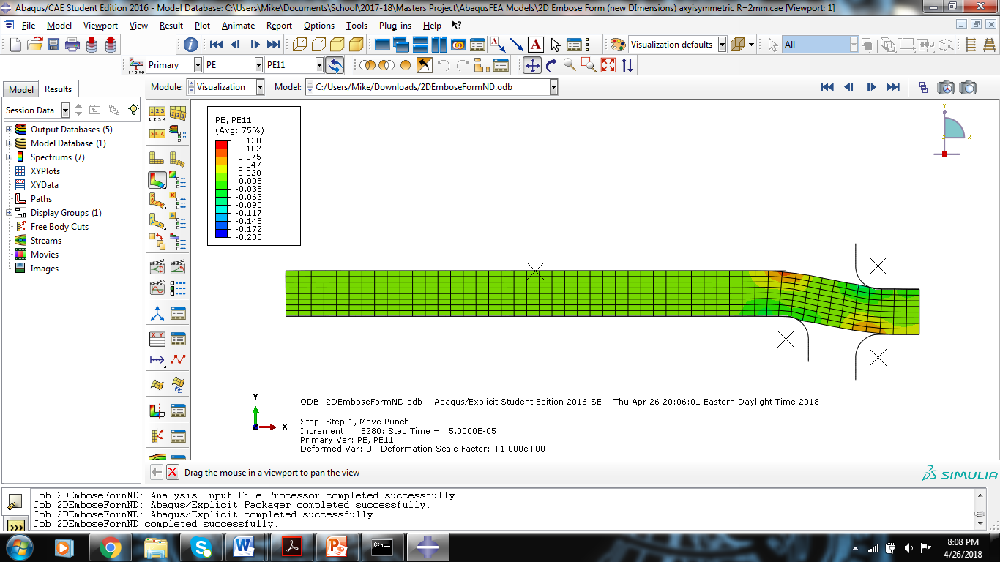 Abaqus/CAE Student Edition 2016 - Model Database: C:\Users\Mike\Documents\School\2017-18\Masters Project\AbaqusFEA Models\2D Embose Form (new DImensions) axyisymmetric R=2mm.cae [Viewport: 1]
File Model Viewport View Result Plot Animate Report Options Tools Plug-ins Help
Visualization defaults All
Primary PE PE11
Model Results Module: Visualization Model: C:/Users/Mike/Downloads/2DEmboseFormND.odb
Session Data
Output Databases (5)
Model Database (1)
Spectrums (7)
XYPlots
XYData
Paths
Display Groups (1)
Free Body Cuts
Streams
Movies
Images
PE, PE11
(Avg: 75%)
0.130
0.102
0.075
0.047
0.020
-0.008
-0.035
-0.063
-0.090
-0.117
-0.145
-0.172
-0.200
Y
X
Y
X
ODB: 2DEmboseFormND.odb Abaqus/Explicit Student Edition 2016-SE Thu Apr 26 20:06:01 Eastern Daylight Time 2018
Step: Step-1, Move Punch
Increment 5280: Step Time = 5.0000E-05
Primary Var: PE, PE11
Deformed Var: U Deformation Scale Factor: +1.000e+00
Drag the mouse in a viewport to pan the view
SIMULIA
Job 2DEmboseFormND: Analysis Input File Processor completed successfully.
Job 2DEmboseFormND: Abaqus/Explicit Packager completed successfully.
Job 2DEmboseFormND: Abaqus/Explicit completed successfully.
Job 2DEmboseFormND completed successfully.
8:08 PM
4/26/2018